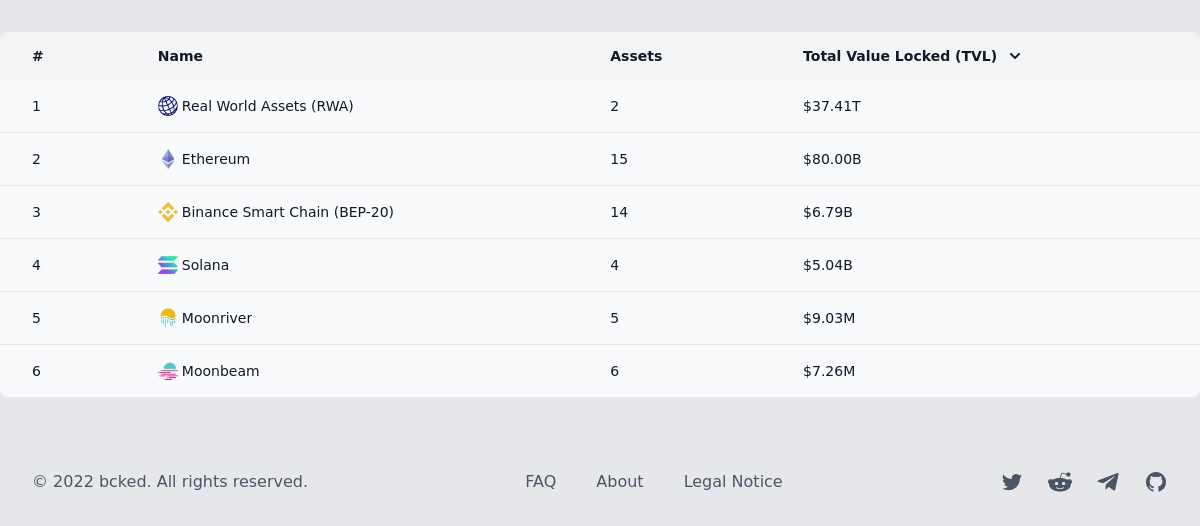 # Name Assets Total Value Locked (TVL)
1 Real World Assets (RWA) 2 $37.41T
2 Ethereum 15 $80.00B
3 Binance Smart Chain (BEP-20) 14 $6.79B
4 Solana 4 $5.04B
5 Moonriver 5 $9.03M
6 Moonbeam 6 $7.26M
© 2022 bcked. All rights reserved. FAQ About Legal Notice